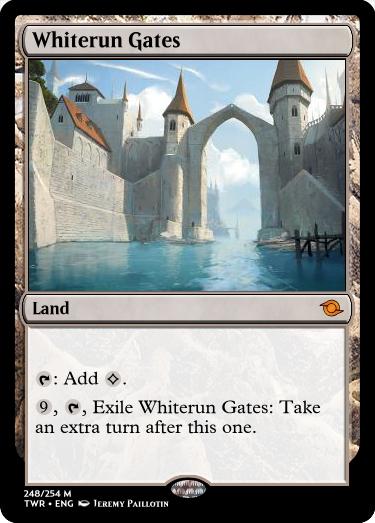 Whiterun Gates
Land
: Add .
9, , Exile Whiterun Gates: Take
an extra turn after this one.
248/254 M
TWR • ENG Jeremy Paillotin